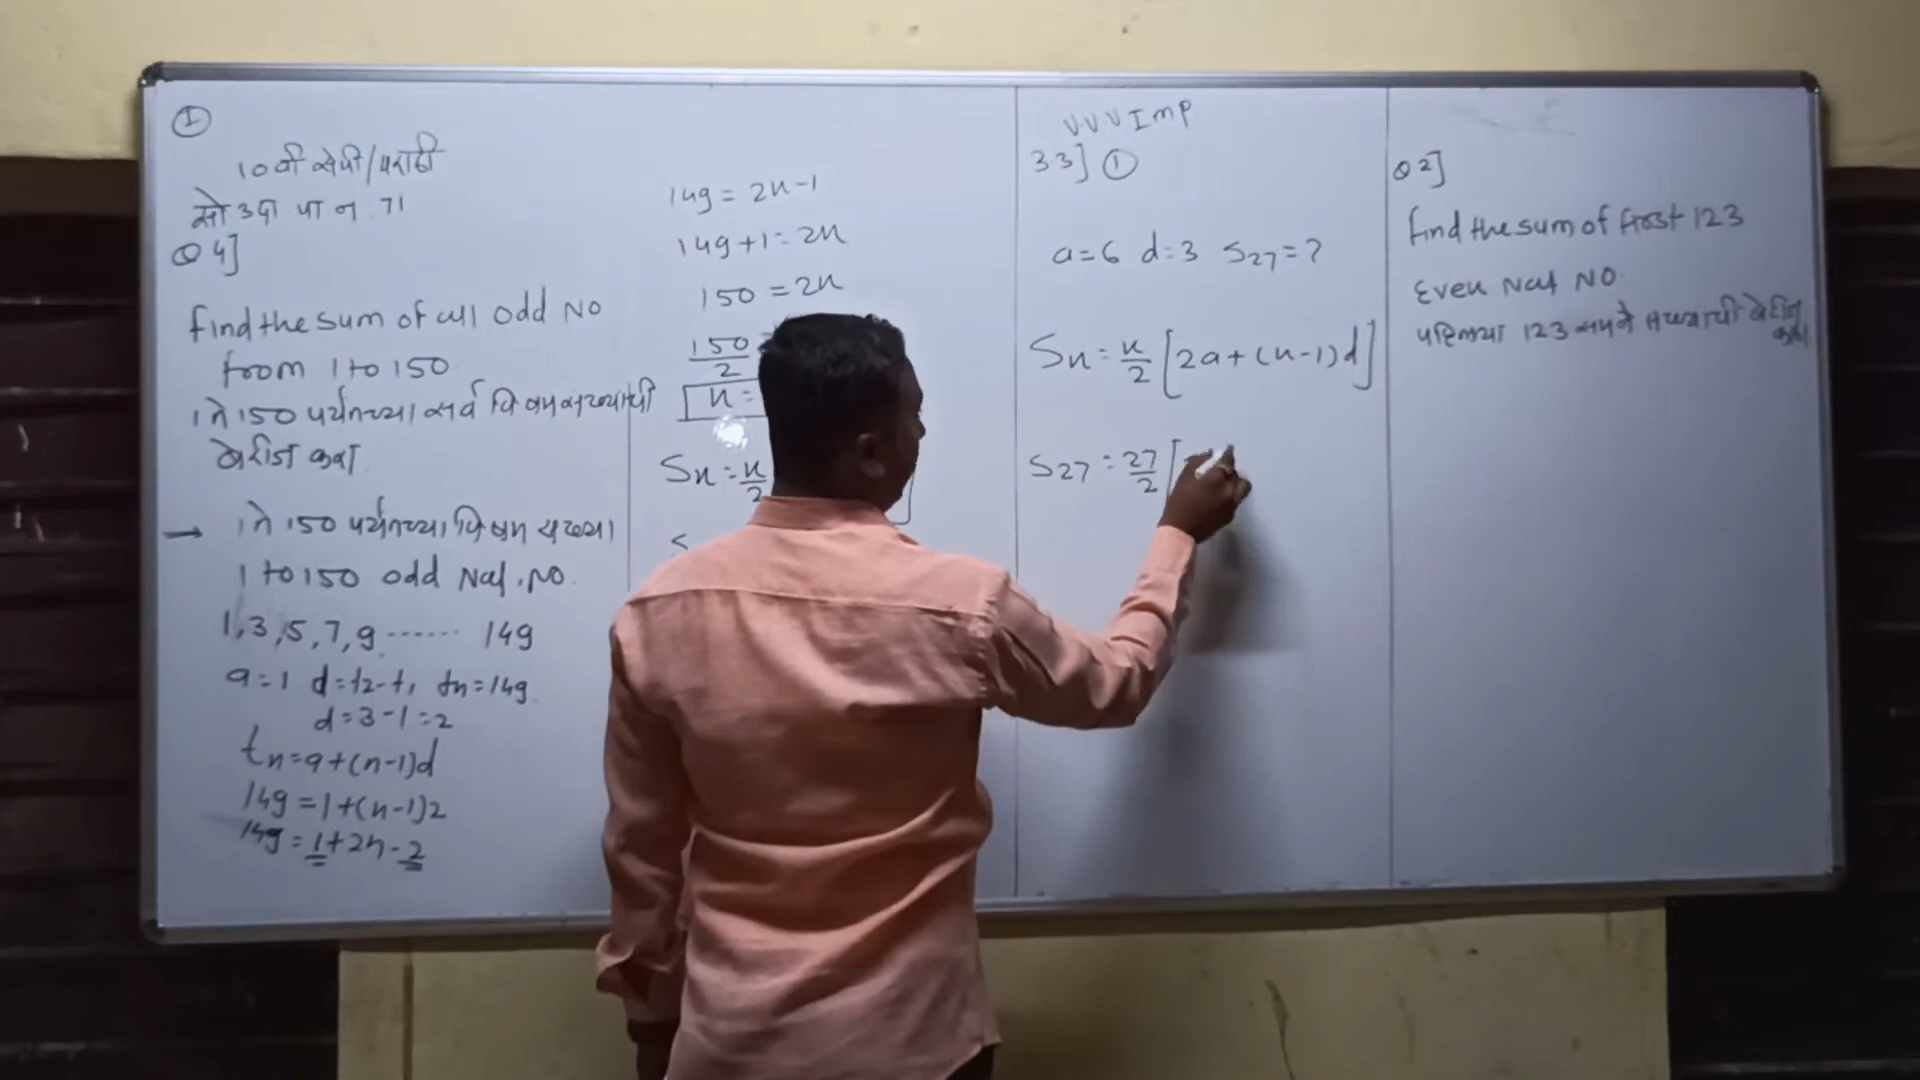 ①
10 वी सेमी/मराठी
सो उदा पा न 71
Q 4]
find the sum of all odd No
from 1 to 150
1 ते 150 पर्यंतच्या सर्व विषम संख्यांची
बेरीज करा
→ 1 ते 150 पर्यंतच्या विषम संख्या
1 to 150 odd Nat. No.
1, 3, 5, 7, 9 ...... 149
a = 1 d = t2 - t1 tn = 149
d = 3 - 1 = 2
tn = a + (n-1)d
149 = 1 + (n-1)2
149 = 1 + 2n - 2
149 = 2n - 1
149 + 1 = 2n
150 = 2n
150/2
n =
Sn = n/2
S
VVV Imp
3.3] ①
a = 6 d = 3 S27 = ?
Sn = n/2 [2a + (n-1)d]
S27 = 27/2 [
Q 2]
find the sum of first 123
Even Nat No.
पहिल्या 123 सम नै संख्यांची बेरीज
करा